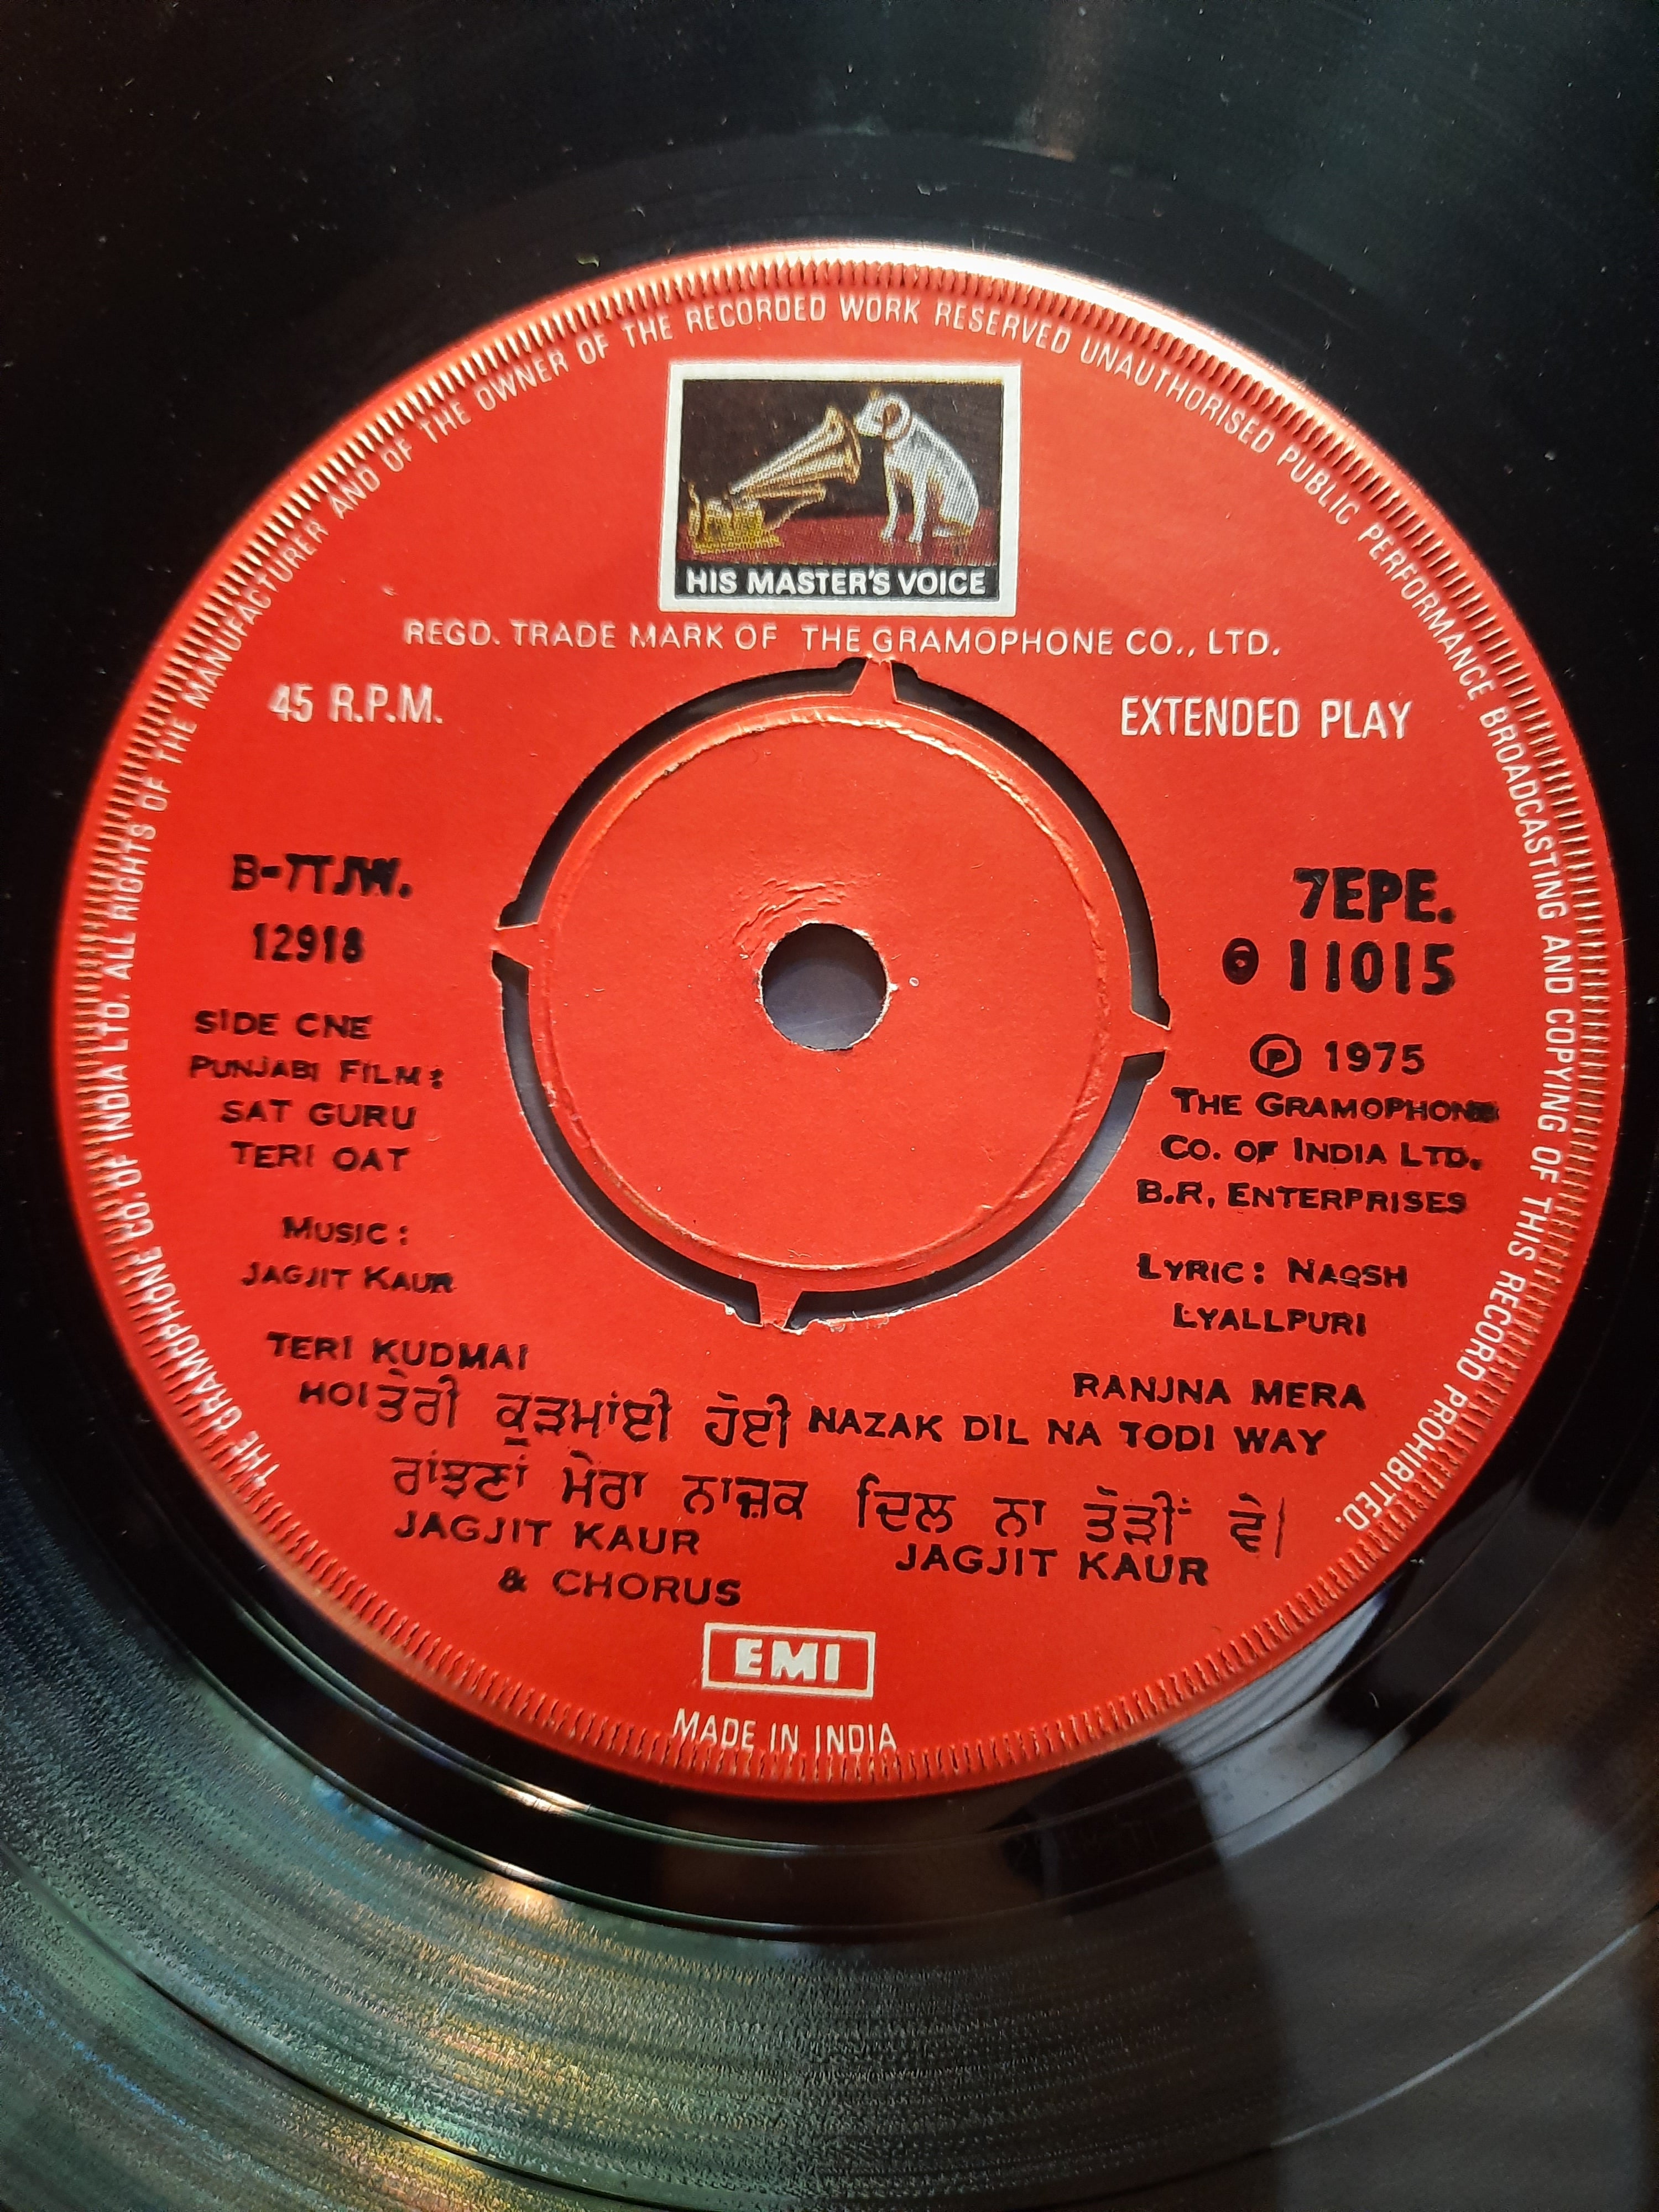 THE GRAMOPHONE CO. OF INDIA LTD. ALL RIGHTS OF THE MANUFACTURER AND OF THE OWNER OF THE RECORDED WORK RESERVED UNAUTHORISED PUBLIC PERFORMANCE BROADCASTING AND COPYING OF THIS RECORD PROHIBITED.
HIS MASTER'S VOICE
REGD. TRADE MARK OF THE GRAMOPHONE CO., LTD.
45 R.P.M.
EXTENDED PLAY
B-7TJW.
12918
SIDE CNE
PUNJABI FILM:
SAT GURU
TERI OAT
MUSIC:
JAGJIT KAUR
7EPE.
11015
℗ 1975
THE GRAMOPHONE
CO. OF INDIA LTD.
B.R. ENTERPRISES
LYRIC: NAQSH
LYALLPURI
TERI KUDMAI
HOI ਤੇਰੀ ਕੁੜਮਾਂਈ ਹੋਈ
RANJNA MERA
NAZAK DIL NA TODI WAY
ਰਾਂਝਣਾਂ ਮੇਰਾ ਨਾਜ਼ਕ ਦਿਲ ਨਾ ਤੋੜੀਂ ਵੇ।
JAGJIT KAUR
& CHORUS
JAGJIT KAUR
EMI
MADE IN INDIA